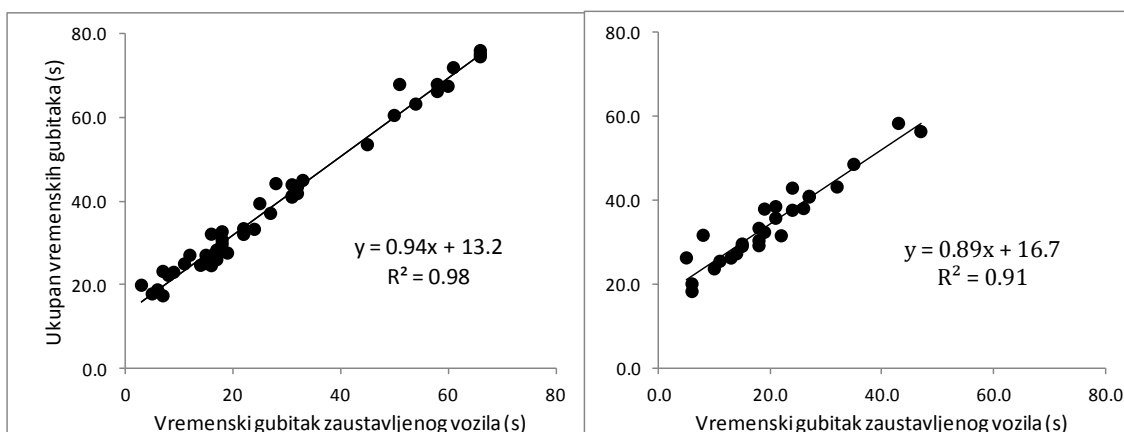 Ukupan vremenskih gubitaka (s)
80.0
60.0
40.0
20.0
0.0
y = 0.94x + 13.2
R² = 0.98
0
20
40
60
80
Vremenski gubitak zaustavljenog vozila (s)
80.0
60.0
40.0
20.0
0.0
y = 0.89x + 16.7
R² = 0.91
0.0
20.0
40.0
60.0
80.0
Vremenski gubitak zaustavljenog vozila (s)